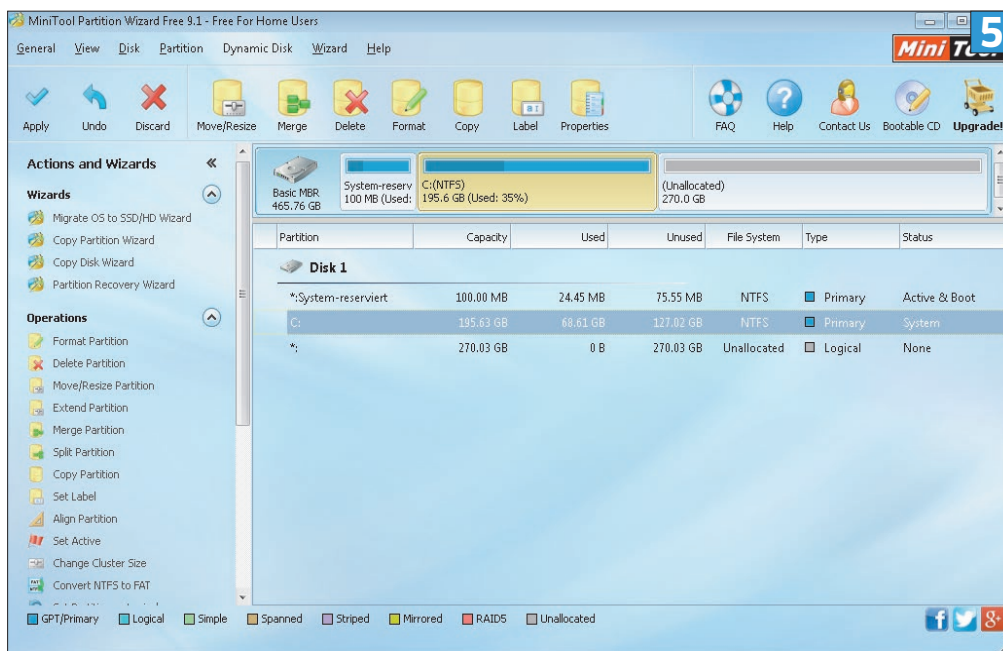 MiniTool Partition Wizard Free 9.1 - Free For Home Users
5
General View Disk Partition Dynamic Disk Wizard Help
Mini
Apply Undo Discard Move/Resize Merge Delete Format Copy Label Properties FAQ Help Contact Us Bootable CD Upgrade!
Actions and Wizards
Wizards
Migrate OS to SSD/HD Wizard
Copy Partition Wizard
Copy Disk Wizard
Partition Recovery Wizard
Operations
Format Partition
Delete Partition
Move/Resize Partition
Extend Partition
Merge Partition
Split Partition
Copy Partition
Set Label
Align Partition
Set Active
Change Cluster Size
Convert NTFS to FAT
Basic MBR
465.76 GB
System-reserv
100 MB (Used:
C:(NTFS)
195.6 GB (Used: 35%)
(Unallocated)
270.0 GB
Partition Capacity Used Unused File System Type Status
Disk 1
*:System-reserviert 100.00 MB 24.45 MB 75.55 MB NTFS Primary Active & Boot
C: 195.63 GB 68.61 GB 127.02 GB NTFS Primary System
*: 270.03 GB 0 B 270.03 GB Unallocated Logical None
GPT/Primary Logical Simple Spanned Striped Mirrored RAID5 Unallocated
f 8+